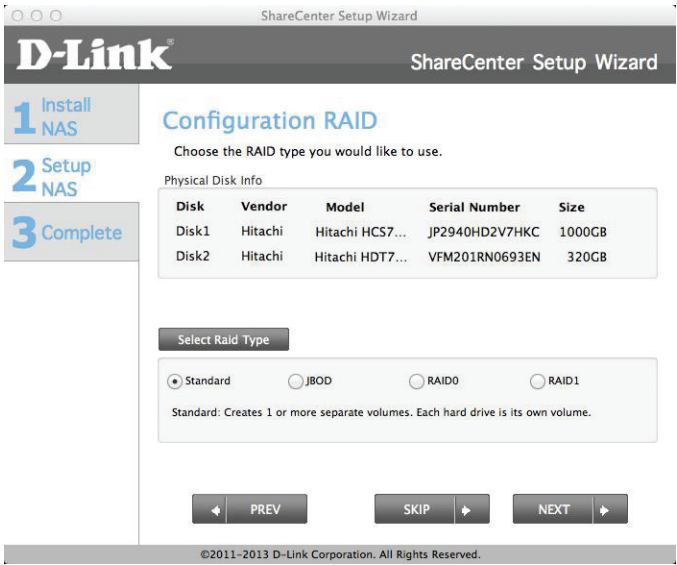 ShareCenter Setup Wizard
D-Link®
ShareCenter Setup Wizard
1 Install NAS
2 Setup NAS
3 Complete
Configuration RAID
Choose the RAID type you would like to use.
Physical Disk Info
Disk Vendor Model Serial Number Size
Disk1 Hitachi Hitachi HCS7... JP2940HD2V7HKC 1000GB
Disk2 Hitachi Hitachi HDT7... VFM201RN0693EN 320GB
Select Raid Type
Standard JBOD RAID0 RAID1
Standard: Creates 1 or more separate volumes. Each hard drive is its own volume.
PREV SKIP NEXT
©2011-2013 D-Link Corporation. All Rights Reserved.